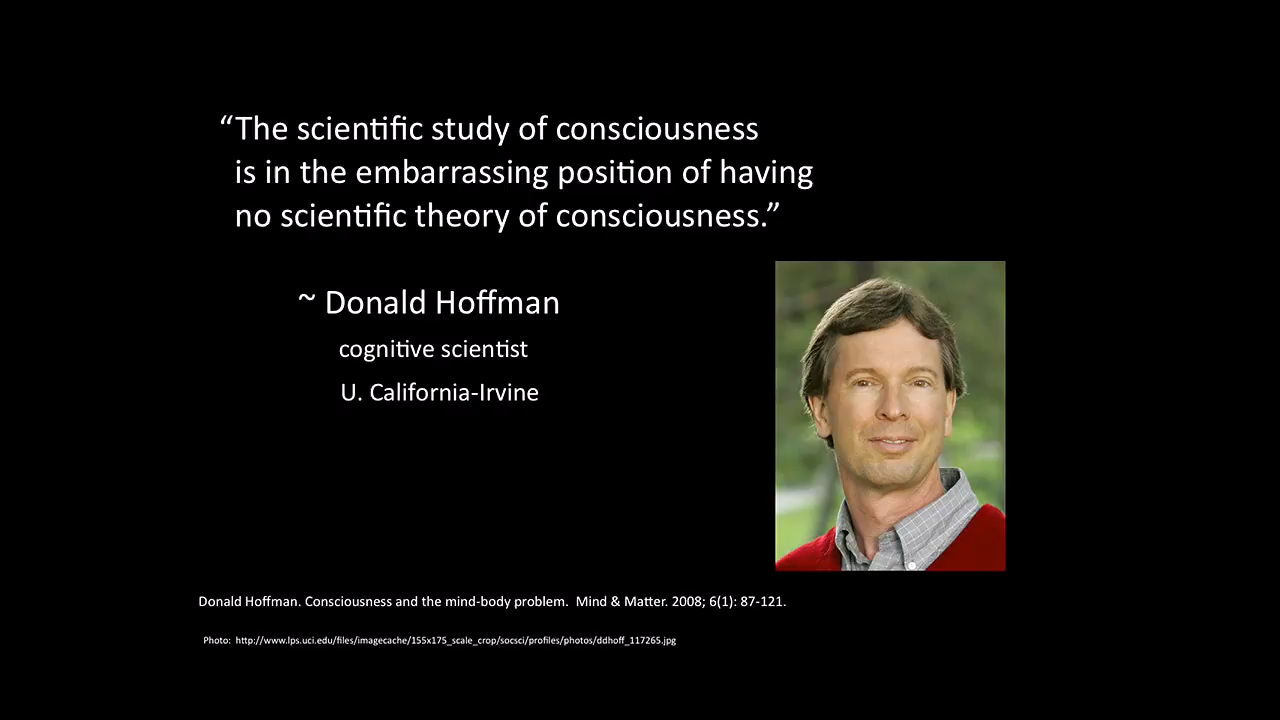 “The scientific study of consciousness
is in the embarrassing position of having
no scientific theory of consciousness.”
~ Donald Hoffman
cognitive scientist
U. California-Irvine
Donald Hoffman. Consciousness and the mind-body problem. Mind & Matter. 2008; 6(1): 87-121.
Photo: http://www.lps.uci.edu/files/imagecache/155x175_scale_crop/socsci/profiles/photos/ddhoff_117265.jpg